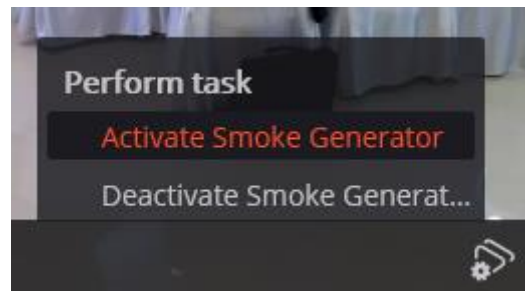 Perform task
Activate Smoke Generator
Deactivate Smoke Generat...